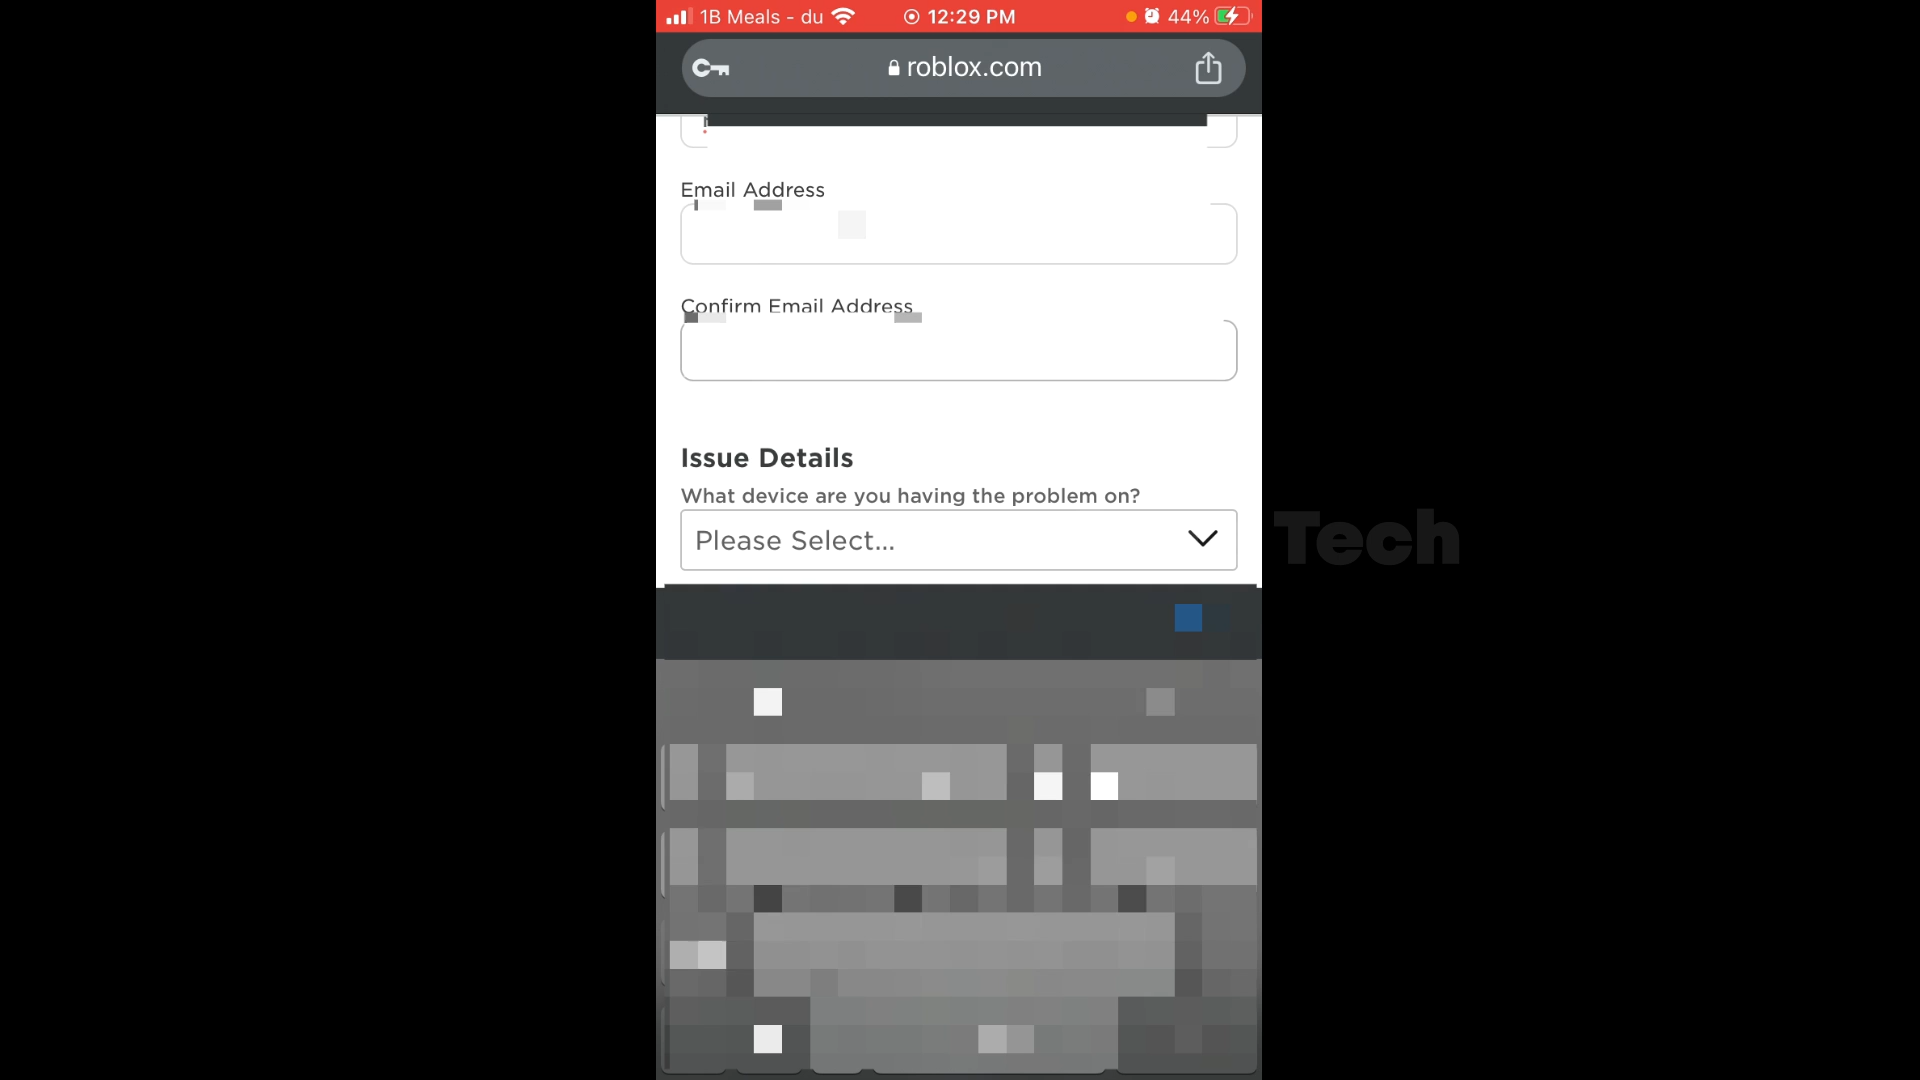 1B Meals - du 12:29 PM 44%
roblox.com
Email Address
Confirm Email Address
Issue Details
What device are you having the problem on?
Please Select...
Tech